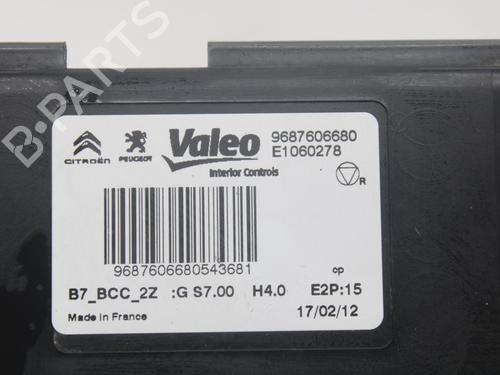 B-PARTS
CITROËN PEUGEOT Valeo 9687606680
E1060278
Interior Controls
R
9687606680543681
cp
B7_BCC_2Z :G S7.00 H4.0 E2P:15
Made in France 17/02/12